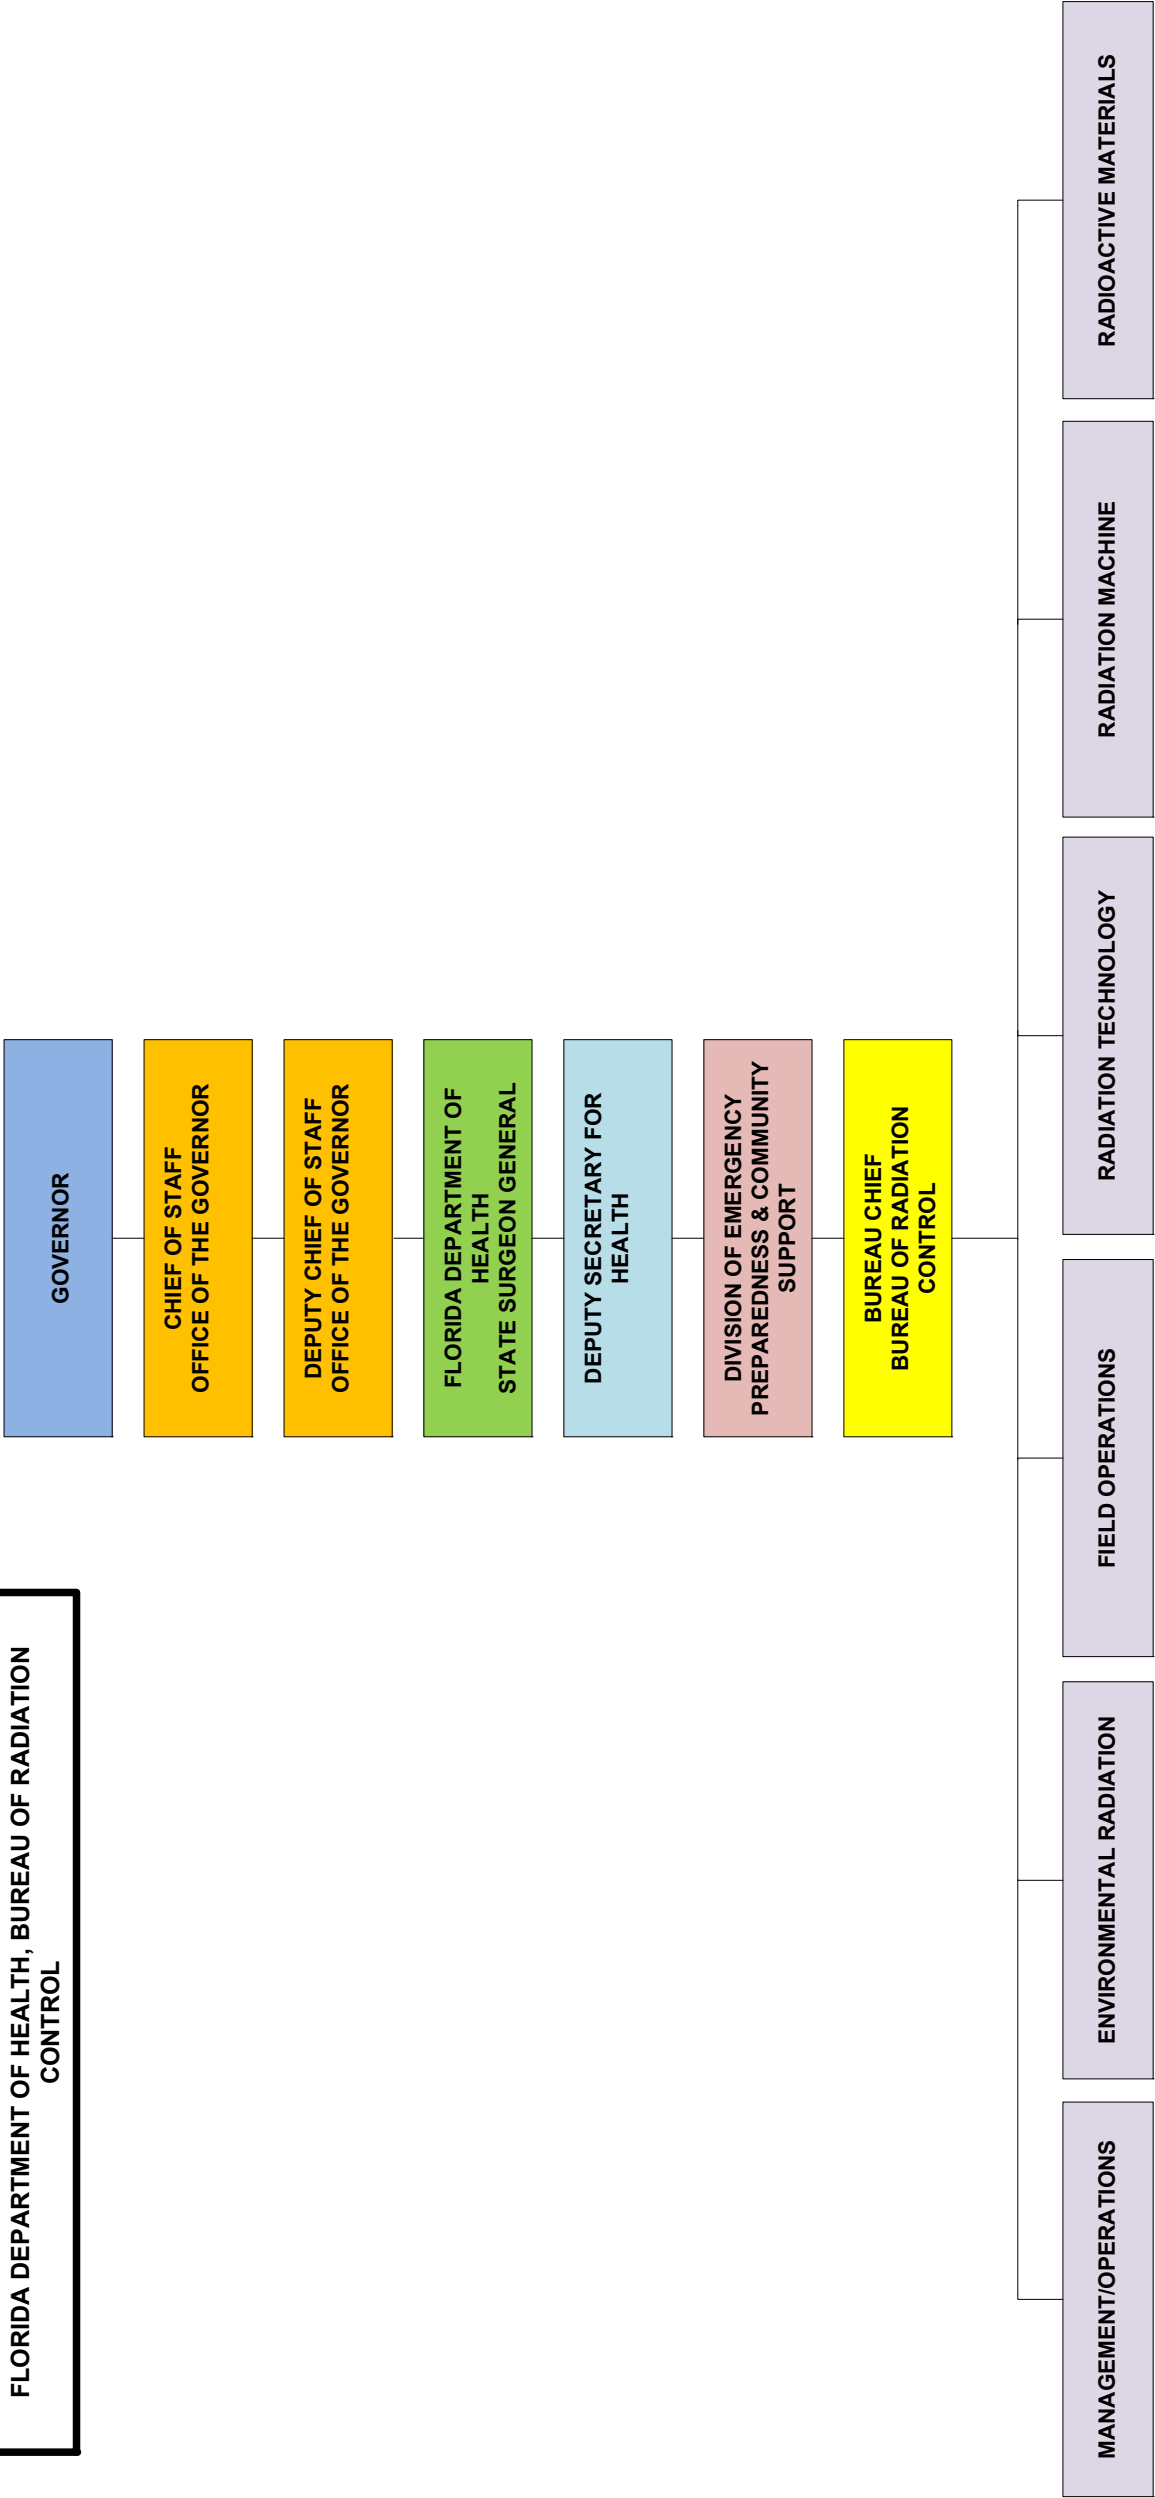 FLORIDA DEPARTMENT OF HEALTH, BUREAU OF RADIATION
CONTROL
GOVERNOR
CHIEF OF STAFF
OFFICE OF THE GOVERNOR
DEPUTY CHIEF OF STAFF
OFFICE OF THE GOVERNOR
FLORIDA DEPARTMENT OF
HEALTH
STATE SURGEON GENERAL
DEPUTY SECRETARY FOR
HEALTH
DIVISION OF EMERGENCY
PREPAREDNESS & COMMUNITY
SUPPORT
BUREAU CHIEF
BUREAU OF RADIATION
CONTROL
MANAGEMENT/OPERATIONS
ENVIRONMENTAL RADIATION
FIELD OPERATIONS
RADIATION TECHNOLOGY
RADIATION MACHINE
RADIOACTIVE MATERIALS